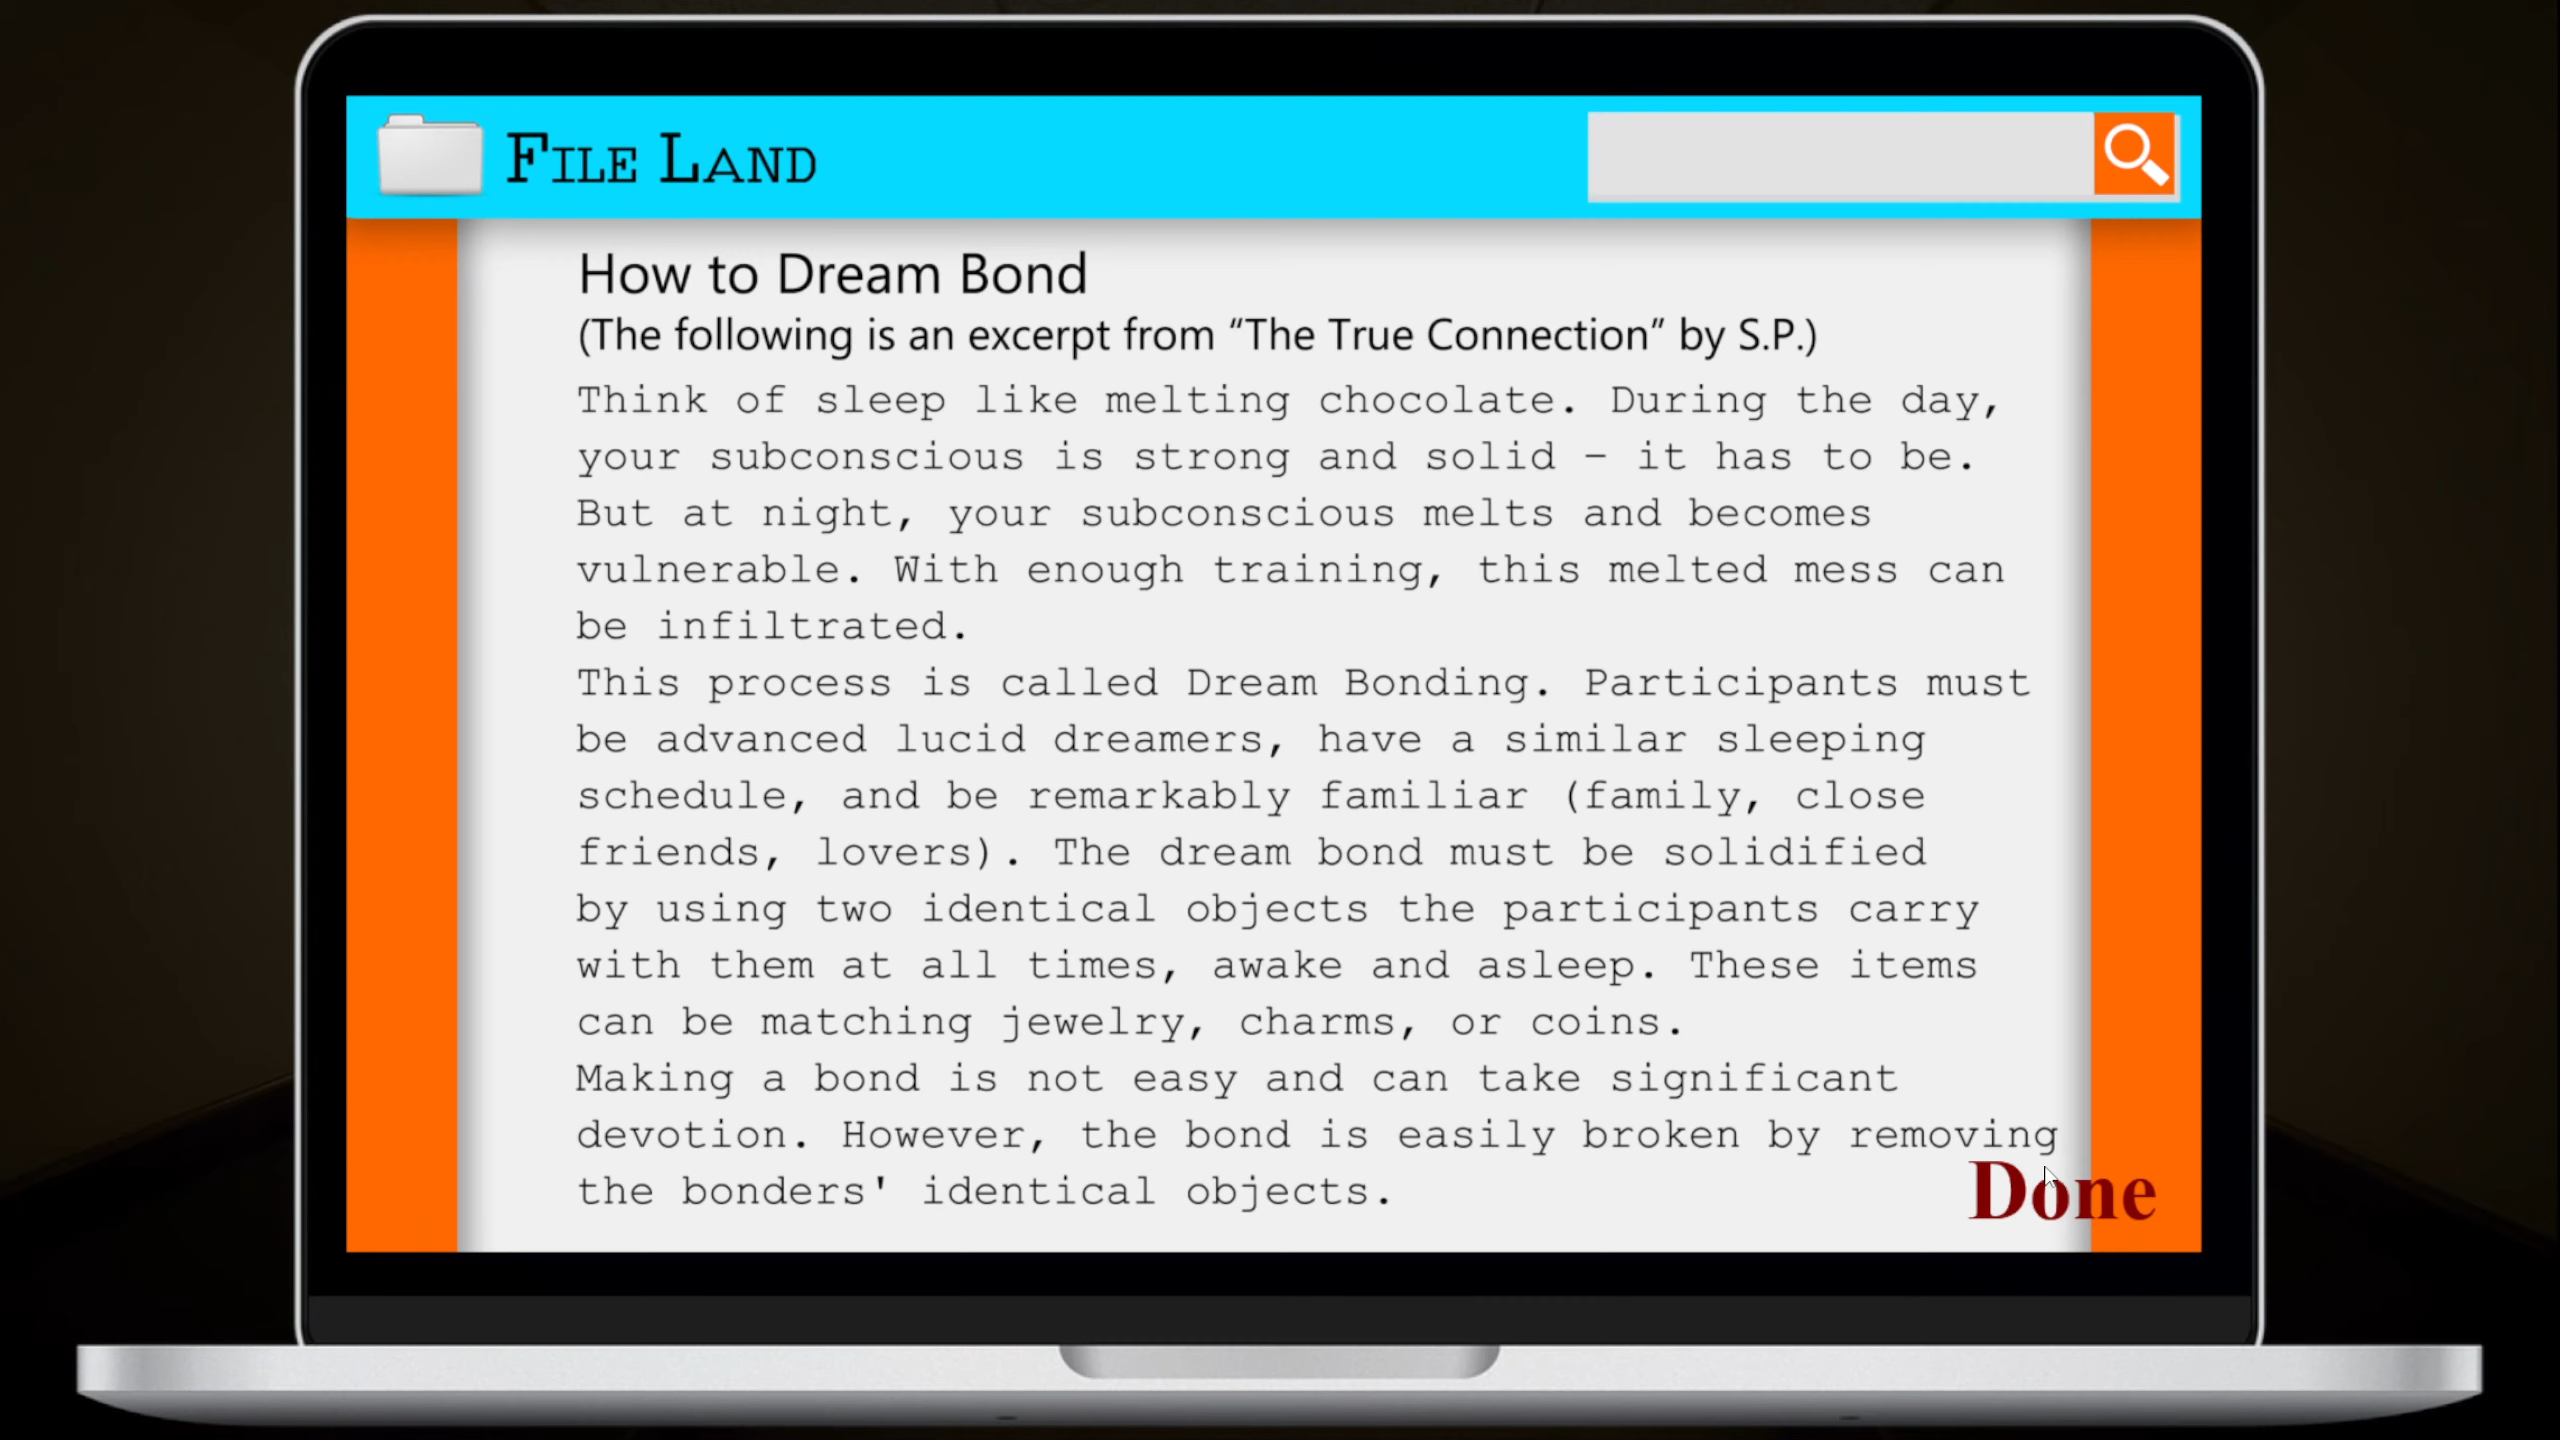 File Land
How to Dream Bond
(The following is an excerpt from “The True Connection” by S.P.)
Think of sleep like melting chocolate. During the day,
your subconscious is strong and solid – it has to be.
But at night, your subconscious melts and becomes
vulnerable. With enough training, this melted mess can
be infiltrated.
This process is called Dream Bonding. Participants must
be advanced lucid dreamers, have a similar sleeping
schedule, and be remarkably familiar (family, close
friends, lovers). The dream bond must be solidified
by using two identical objects the participants carry
with them at all times, awake and asleep. These items
can be matching jewelry, charms, or coins.
Making a bond is not easy and can take significant
devotion. However, the bond is easily broken by removing
the bonders' identical objects.
Done